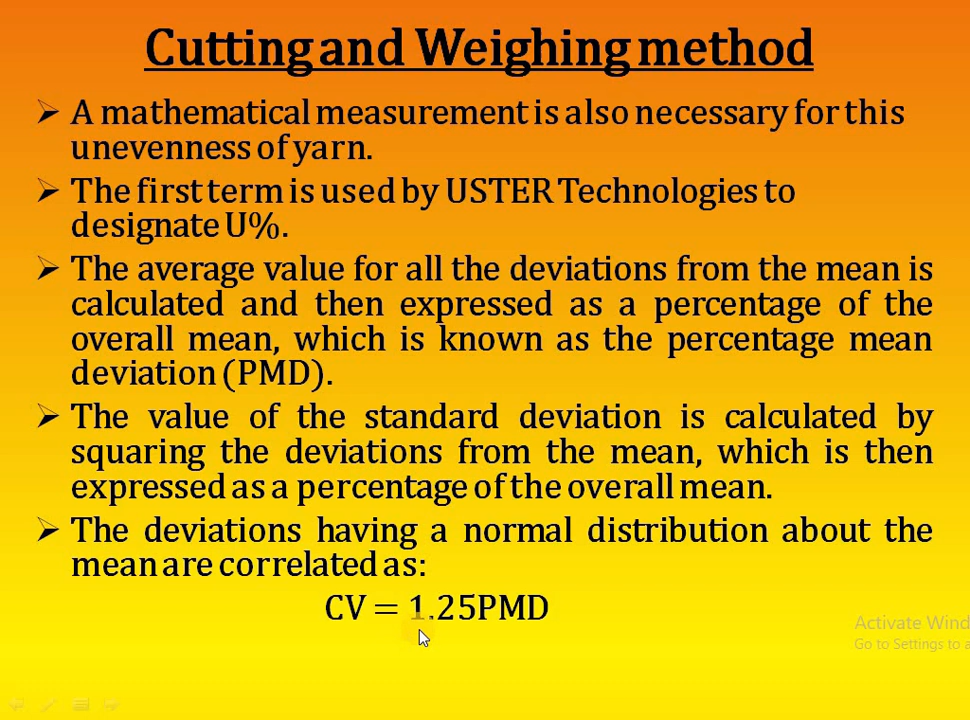 Cutting and Weighing method
➢ A mathematical measurement is also necessary for this
unevenness of yarn.
➢ The first term is used by USTER Technologies to
designate U%.
➢ The average value for all the deviations from the mean is
calculated and then expressed as a percentage of the
overall mean, which is known as the percentage mean
deviation (PMD).
➢ The value of the standard deviation is calculated by
squaring the deviations from the mean, which is then
expressed as a percentage of the overall mean.
➢ The deviations having a normal distribution about the
mean are correlated as:
CV = 1.25PMD
Activate Wind
Go to Settings to a